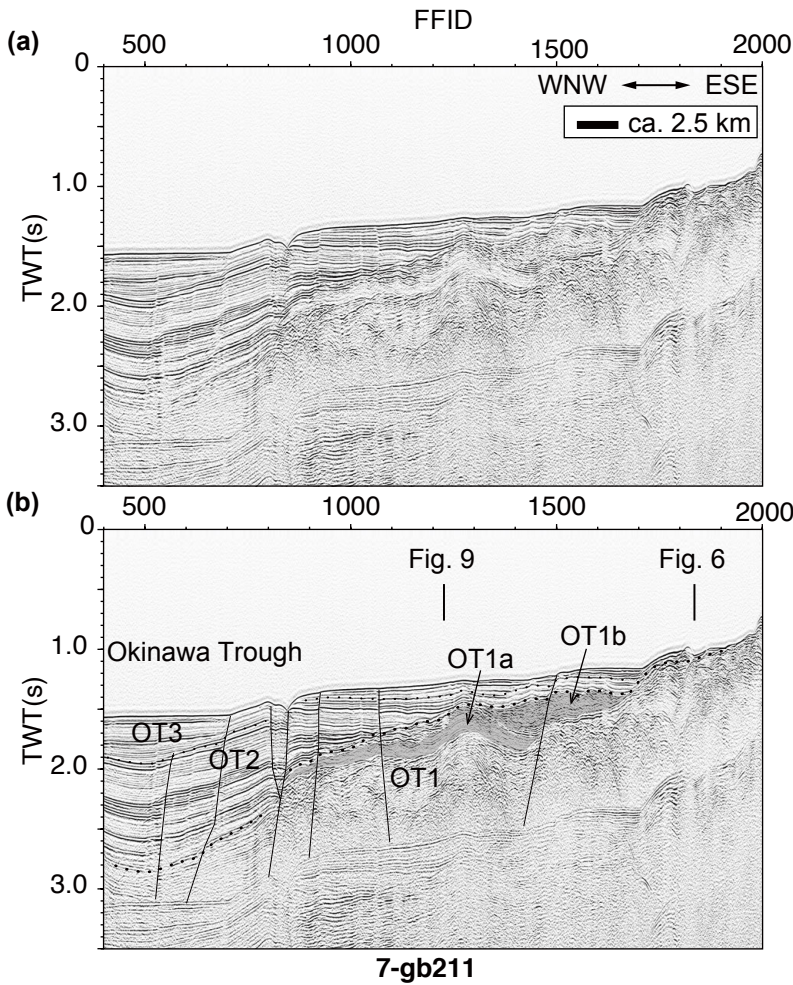 FFID
(a)
500 1000 1500 2000
0
WNW ESE
ca. 2.5 km
1.0
TWT(s)
2.0
3.0
(b)
500 1000 1500 2000
0
Fig. 9 Fig. 6
1.0
Okinawa Trough OT1a OT1b
TWT(s)
OT3
OT2
2.0
OT1
3.0
7-gb211